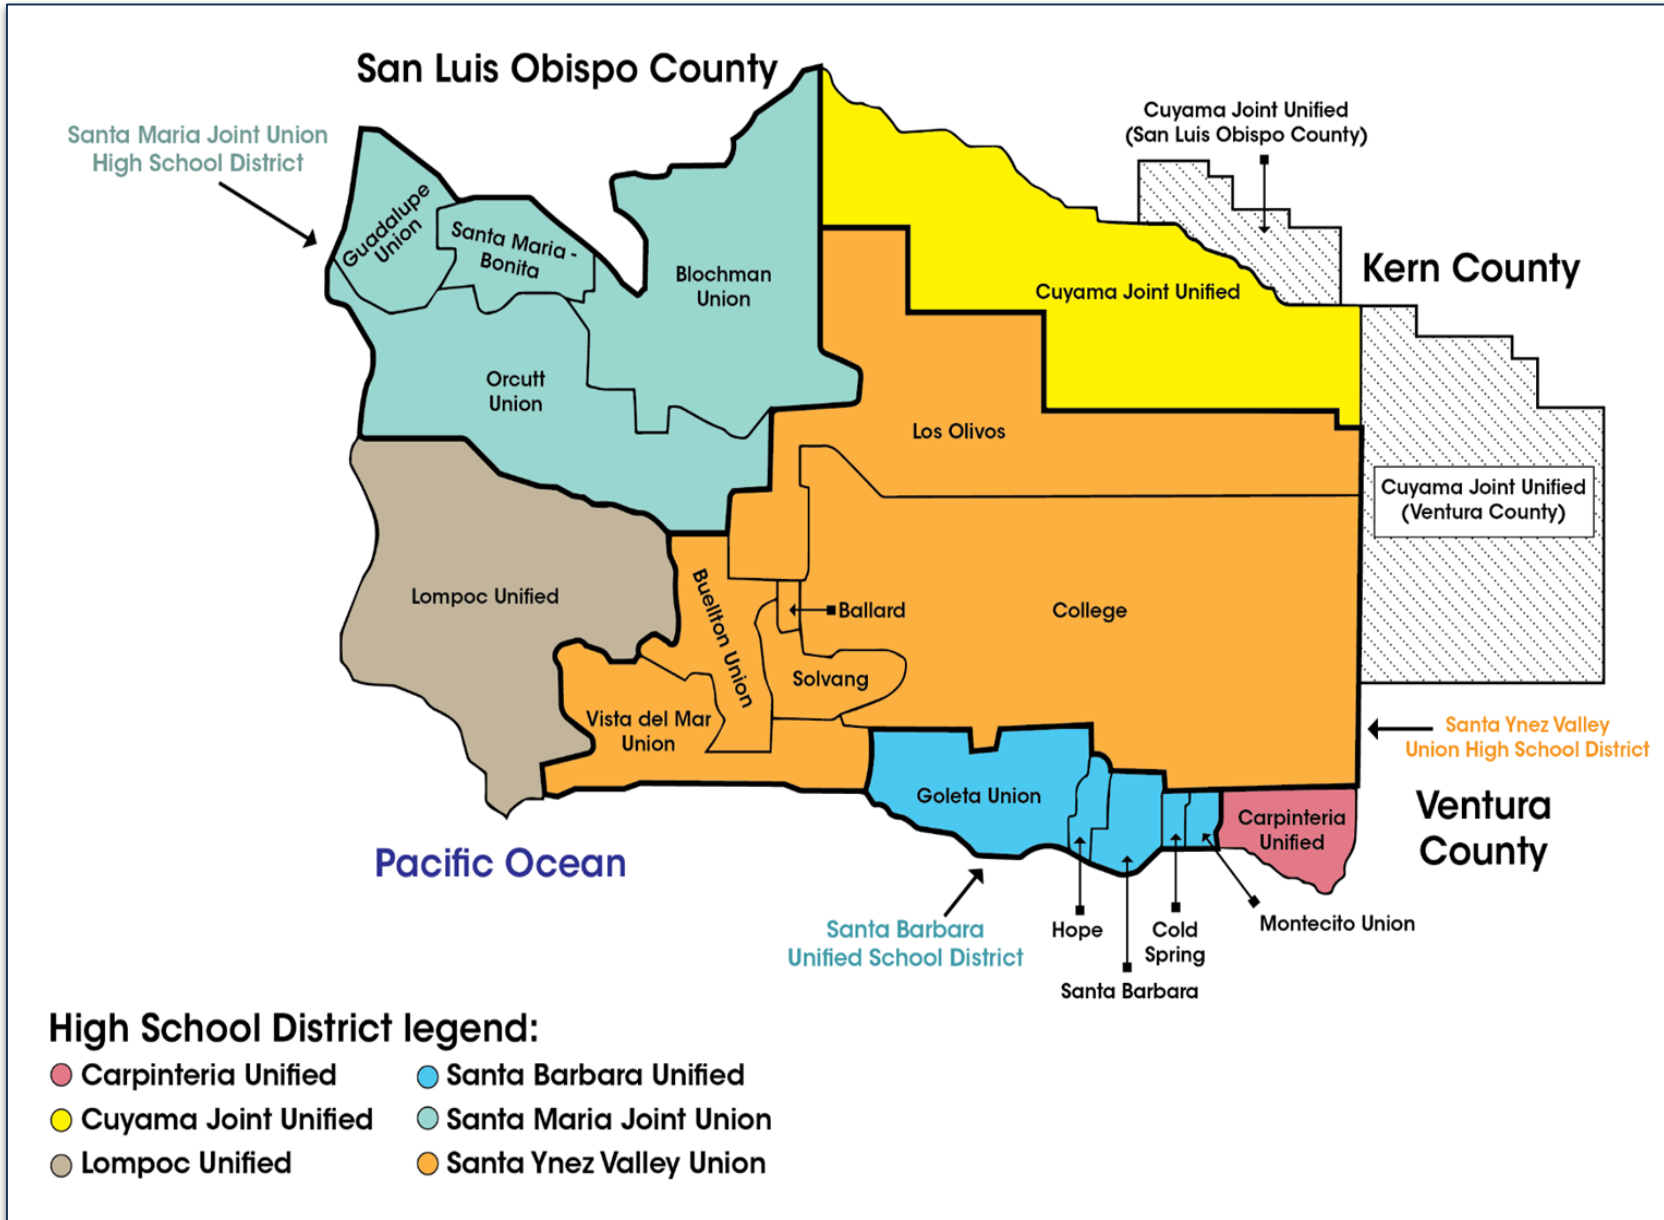 San Luis Obispo County
Cuyama Joint Unified
(San Luis Obispo County)
Santa Maria Joint Union
High School District
Guadalupe
Union
Santa Maria -
Bonita
Blochman
Union
Kern County
Cuyama Joint Unified
Orcutt
Union
Los Olivos
Cuyama Joint Unified
(Ventura County)
Lompoc Unified
Buellton Union
Ballard
College
Solvang
Vista del Mar
Union
Santa Ynez Valley
Union High School District
Goleta Union
Carpinteria
Unified
Ventura
County
Pacific Ocean
Santa Barbara
Unified School District
Hope
Cold
Spring
Montecito Union
Santa Barbara
High School District legend:
Carpinteria Unified
Santa Barbara Unified
Cuyama Joint Unified
Santa Maria Joint Union
Lompoc Unified
Santa Ynez Valley Union